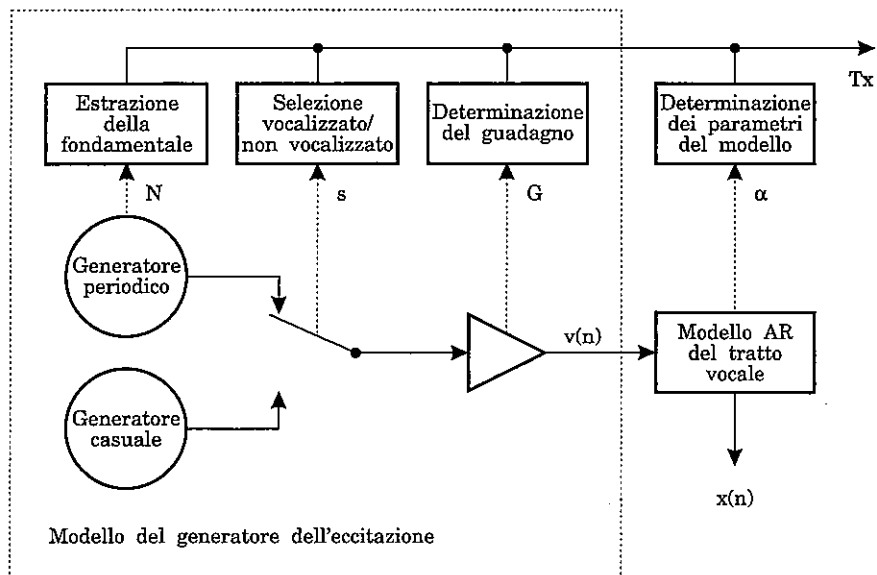 Tx
Estrazione
della
fondamentale
Selezione
vocalizzato/
non vocalizzato
Determinazione
del guadagno
Determinazione
dei parametri
del modello
N
s
G
α
Generatore
periodico
v(n)
Modello AR
del tratto
vocale
Generatore
casuale
x(n)
Modello del generatore dell'eccitazione